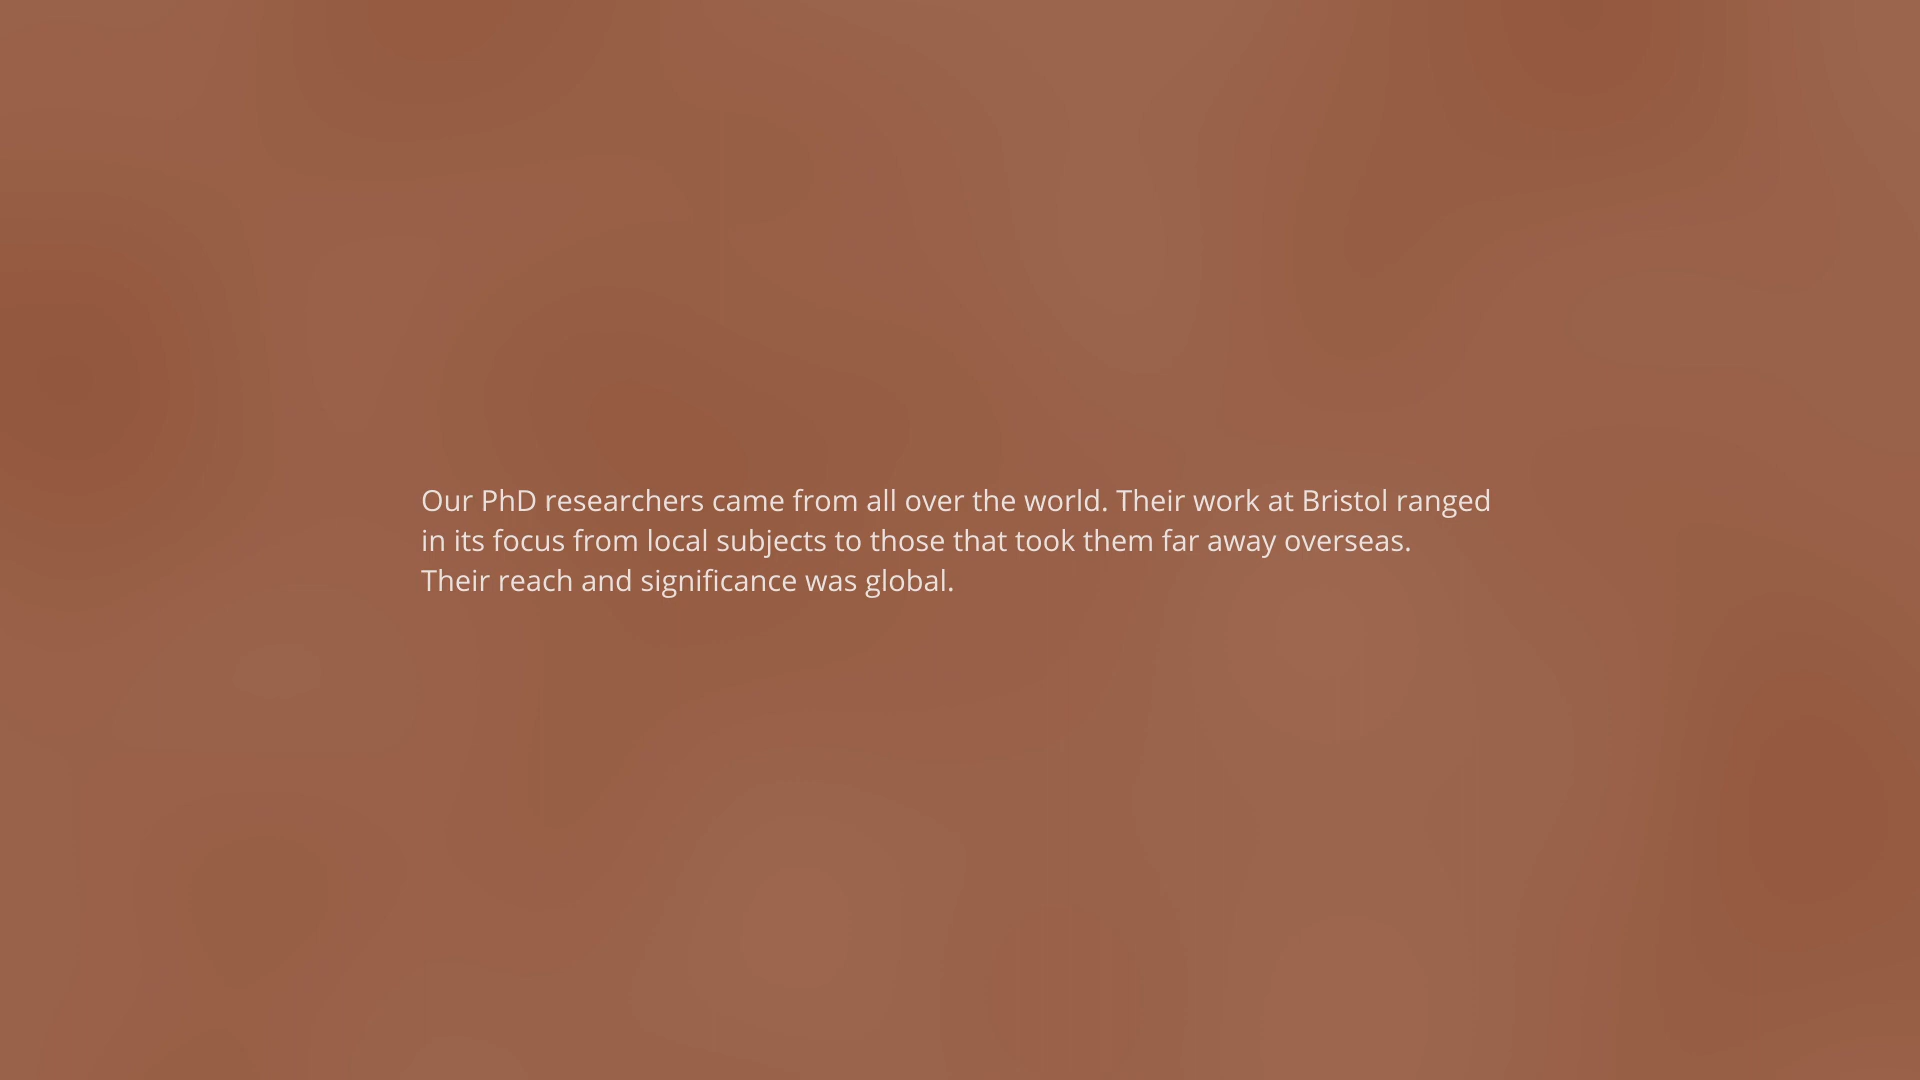 Our PhD researchers came from all over the world. Their work at Bristol ranged
in its focus from local subjects to those that took them far away overseas.
Their reach and significance was global.